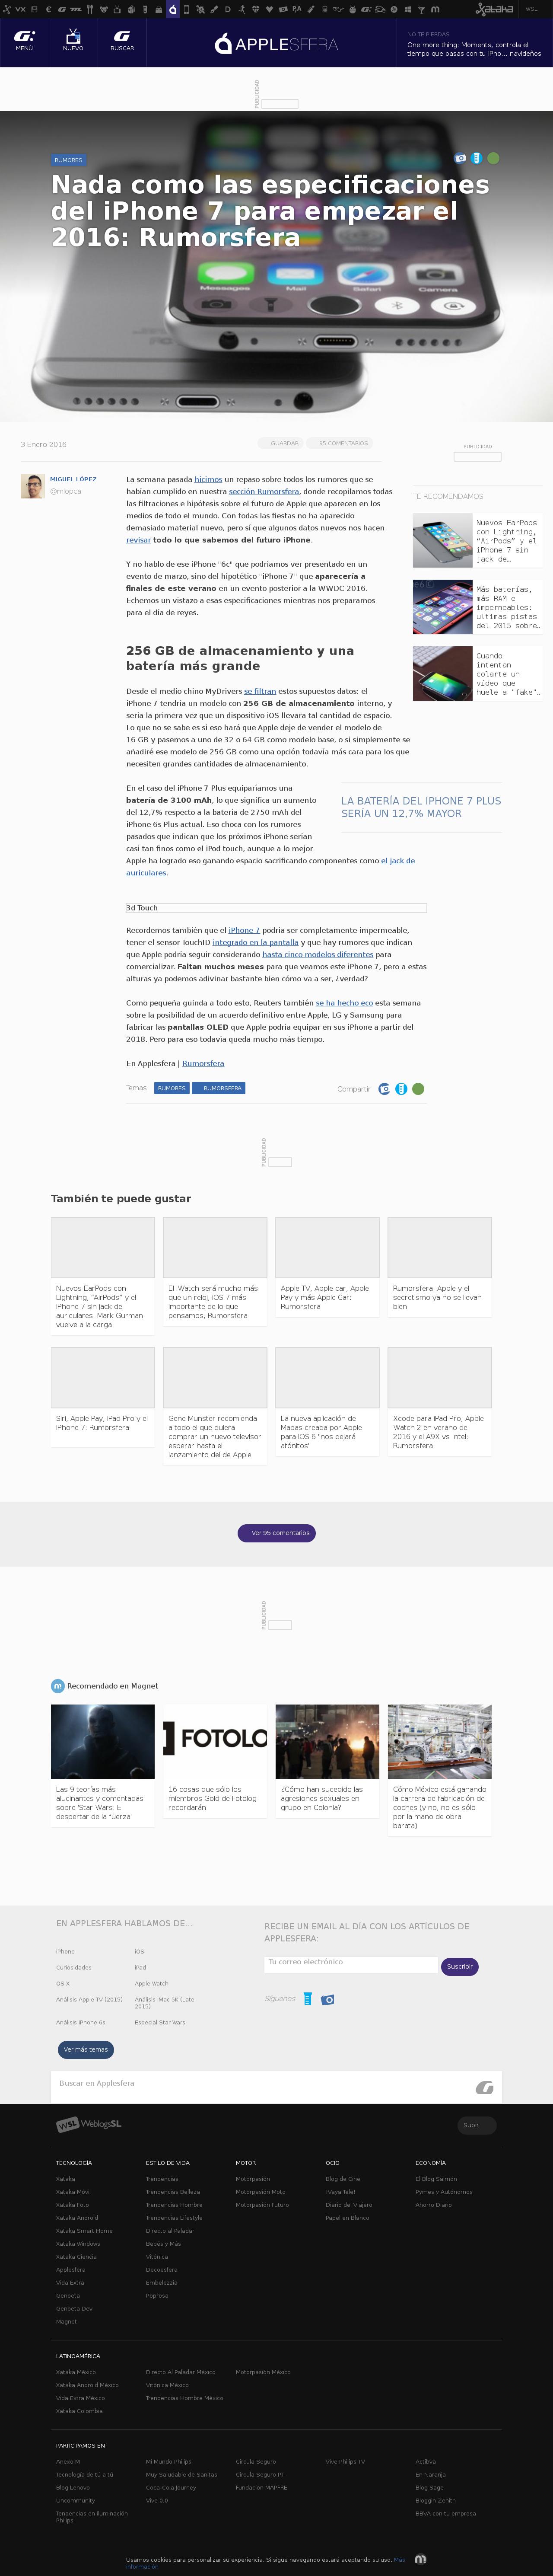 MENÚ
NUEVO
BUSCAR
APPLESFERA
xataka
WSL
NO TE PIERDAS
One more thing: Moments, controla el
tiempo que pasas con tu iPho... navideños
PUBLICIDAD
RUMORES
Nada como las especificaciones
del iPhone 7 para empezar el
2016: Rumorsfera
3 Enero 2016
GUARDAR
95 COMENTARIOS
PUBLICIDAD
MIGUEL LÓPEZ
@mlopca
La semana pasada hicimos un repaso sobre todos los rumores que se
habían cumplido en nuestra sección Rumorsfera, donde recopilamos todas
las filtraciones e hipótesis que se publican en docenas de fuentes y
medios de todo el mundo. Con todas las fiestas no ha aparecido
demasiado material nuevo, pero sí que algunos datos nuevos nos hacen
revisar todo lo que sabemos del futuro iPhone.
Y no hablo de ese iPhone "6c" que podríamos ver presentado en un
evento de marzo, sino del hipotético "iPhone 7" que aparecería a
finales de este verano en un evento posterior a la WWDC 2016.
Echemos un vistazo a esas especificaciones mientras nos preparamos
para el día de reyes.
TE RECOMENDAMOS
Nuevos EarPods
con Lightning,
“AirPods” y el
iPhone 7 sin
jack de…
Más baterías,
más RAM e
impermeables:
ultimas pistas
del 2015 sobre…
Cuando
intentan
colarte un
vídeo que
huele a "fake"…
256 GB de almacenamiento y una
batería más grande
Desde el medio chino MyDrivers se filtran estos supuestos datos: el
iPhone 7 tendría un modelo con 256 GB de almacenamiento interno, y
sería la primera vez que un dispositivo iOS llevara tal cantidad de espacio.
Lo que no se sabe es si eso hará que Apple deje de vender el modelo de
16 GB y pasemos a uno de 32 o 64 GB como modelo base, o si simplemente se
añadiré ese modelo de 256 GB como una opción todavía más cara para los que
necesiten grandes cantidades de almacenamiento.
En el caso del iPhone 7 Plus equipariamos una
batería de 3100 mAh, lo que significa un aumento
del 12,7% respecto a la batería de 2750 mAh del
iPhone 6s Plus actual. Eso choca con los rumores
pasados que indican que los próximos iPhone serian
casi tan finos como el iPod touch, aunque a lo mejor
Apple ha logrado eso ganando espacio sacrificando componentes como el jack de
auriculares.
LA BATERÍA DEL IPHONE 7 PLUS
SERÍA UN 12,7% MAYOR
3d Touch
Recordemos también que el iPhone 7 podría ser completamente impermeable,
tener el sensor TouchID integrado en la pantalla y que hay rumores que indican
que Apple podría seguir considerando hasta cinco modelos diferentes para
comercializar. Faltan muchos meses para que veamos este iPhone 7, pero a estas
alturas ya podemos adivinar bastante bien cómo va a ser, ¿verdad?
Como pequeña guinda a todo esto, Reuters también se ha hecho eco esta semana
sobre la posibilidad de un acuerdo definitivo entre Apple, LG y Samsung para
fabricar las pantallas OLED que Apple podría equipar en sus iPhone a partir del
2018. Pero para eso todavía queda mucho más tiempo.
En Applesfera | Rumorsfera
Temas:
RUMORES
RUMORSFERA
Compartir
PUBLICIDAD
También te puede gustar
Nuevos EarPods con
Lightning, “AirPods” y el
iPhone 7 sin jack de
auriculares: Mark Gurman
vuelve a la carga
El iWatch será mucho más
que un reloj, iOS 7 más
importante de lo que
pensamos, Rumorsfera
Apple TV, Apple car, Apple
Pay y más Apple Car:
Rumorsfera
Rumorsfera: Apple y el
secretismo ya no se llevan
bien
Siri, Apple Pay, iPad Pro y el
iPhone 7: Rumorsfera
Gene Munster recomienda
a todo el que quiera
comprar un nuevo televisor
esperar hasta el
lanzamiento del de Apple
La nueva aplicación de
Mapas creada por Apple
para iOS 6 "nos dejará
atónitos"
Xcode para iPad Pro, Apple
Watch 2 en verano de
2016 y el A9X vs Intel:
Rumorsfera
Ver 95 comentarios
PUBLICIDAD
Recomendado en Magnet
FOTOLO
Las 9 teorías más
alucinantes y comentadas
sobre 'Star Wars: El
despertar de la fuerza'
16 cosas que sólo los
miembros Gold de Fotolog
recordarán
¿Cómo han sucedido las
agresiones sexuales en
grupo en Colonia?
Cómo México está ganando
la carrera de fabricación de
coches (y no, no es sólo
por la mano de obra
barata)
EN APPLESFERA HABLAMOS DE...
iPhone
iOS
Curiosidades
iPad
OS X
Apple Watch
Análisis Apple TV (2015)
Análisis iMac 5K (Late
2015)
Análisis iPhone 6s
Especial Star Wars
Ver más temas
RECIBE UN EMAIL AL DÍA CON LOS ARTÍCULOS DE
APPLESFERA:
Tu correo electrónico
Suscribir
Síguenos
Buscar en Applesfera
WSL WeblogsSL
Subir
TECNOLOGÍA
Xataka
Xataka Móvil
Xataka Foto
Xataka Android
Xataka Smart Home
Xataka Windows
Xataka Ciencia
Applesfera
Vida Extra
Genbeta
Genbeta Dev
Magnet
ESTILO DE VIDA
Trendencias
Trendencias Belleza
Trendencias Hombre
Trendencias Lifestyle
Directo al Paladar
Bebés y Más
Vitónica
Decoesfera
Embelezzia
Poprosa
MOTOR
Motorpasión
Motorpasión Moto
Motorpasión Futuro
OCIO
Blog de Cine
¡Vaya Tele!
Diario del Viajero
Papel en Blanco
ECONOMÍA
El Blog Salmón
Pymes y Autónomos
Ahorro Diario
LATINOAMÉRICA
Xataka México
Xataka Android México
Vida Extra México
Xataka Colombia
Directo Al Paladar México
Vitónica México
Trendencias Hombre México
Motorpasión México
PARTICIPAMOS EN
Anexo M
Tecnología de tú a tú
Blog Lenovo
Uncommunity
Tendencias en iluminación
Philips
Mi Mundo Philips
Muy Saludable de Sanitas
Coca-Cola Journey
Vive 0,0
Circula Seguro
Circula Seguro PT
Fundacion MAPFRE
Vive Philips TV
Actíbva
En Naranja
Blog Sage
Bloggin Zenith
BBVA con tu empresa
Usamos cookies para personalizar su experiencia. Si sigue navegando estará aceptando su uso. Más
información